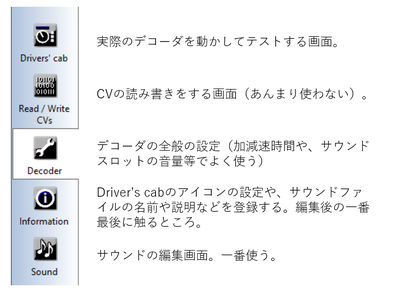 Drivers' cab
実際のデコーダを動かしてテストする画面。
Read / Write
CVs
CVの読み書きをする画面（あんまり使わない）。
Decoder
デコーダの全般の設定（加減速時間や、サウンド
スロットの音量等でよく使う）
Information
Driver's cabのアイコンの設定や、サウンドファ
イルの名前や説明などを登録する。編集後の一番
最後に触るところ。
Sound
サウンドの編集画面。一番使う。